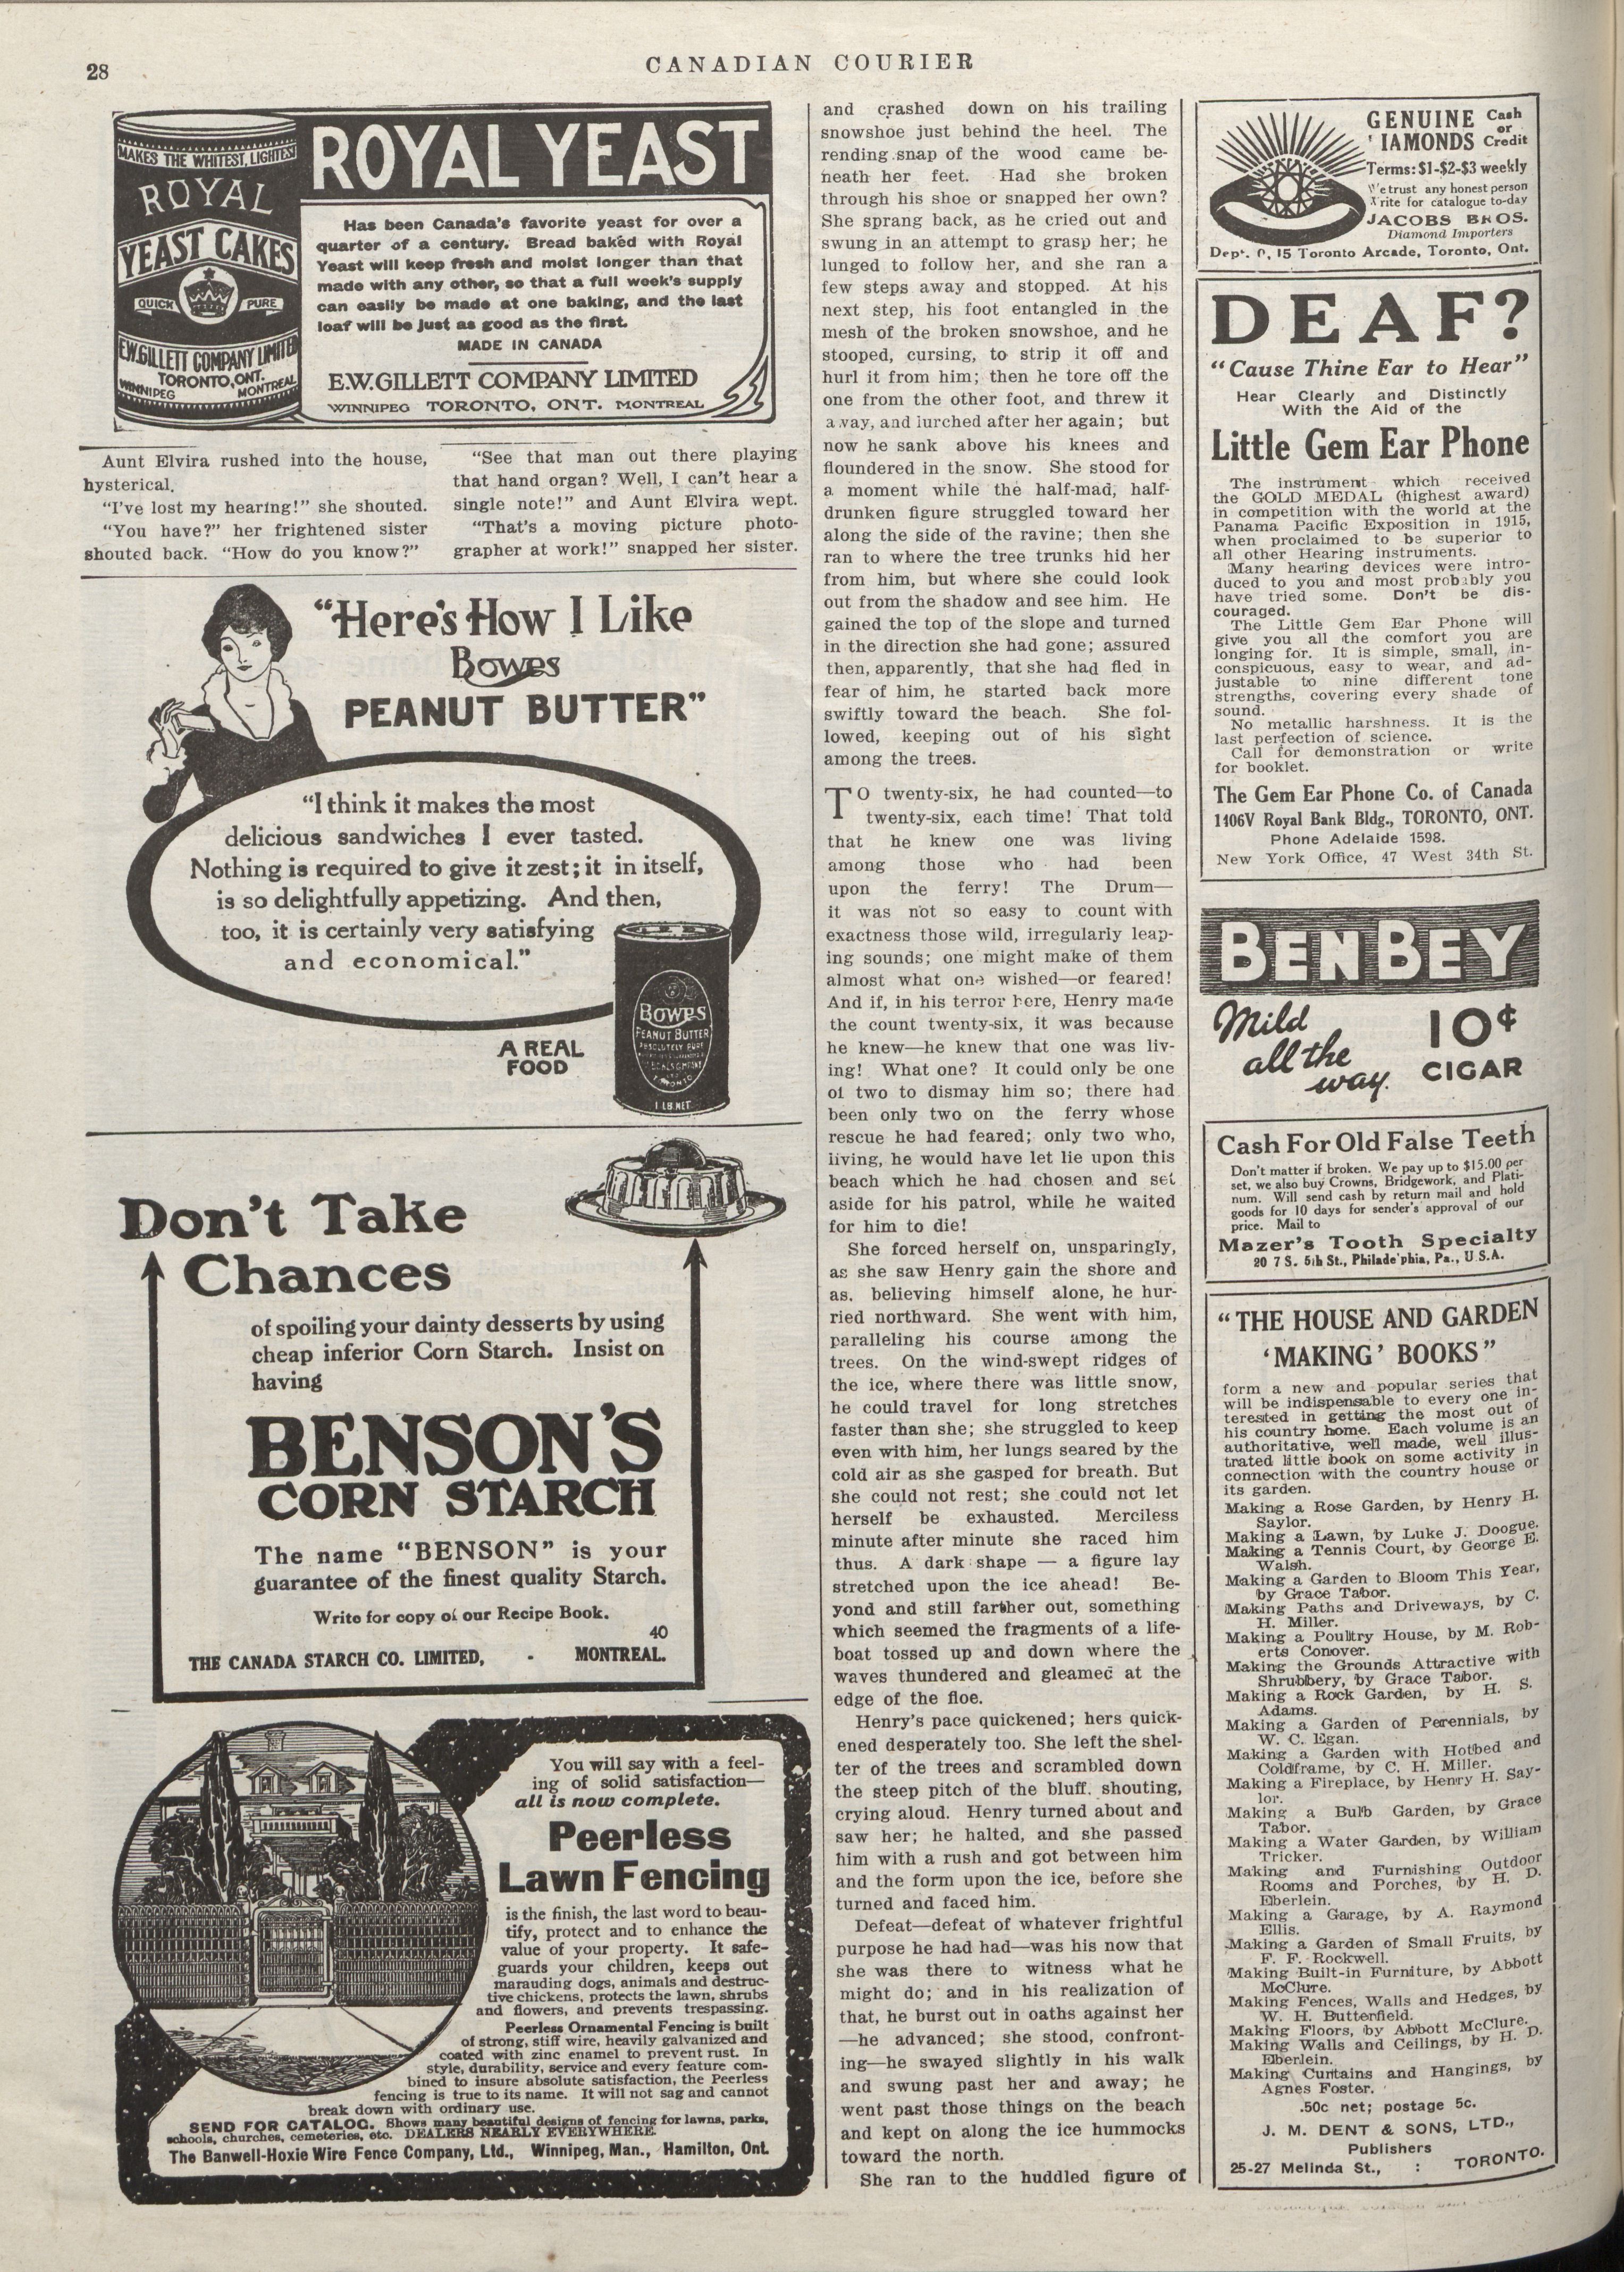 28
CANADIAN COURIER
MAKES THE WHITEST, LIGHTEST
ROYAL
YEAST CAKES
QUICK PURE
E.W. GILLETT COMPANY LIMITED
TORONTO, ONT.
WINNIPEG MONTREAL
ROYAL YEAST
Has been Canada's favorite yeast for over a
quarter of a century. Bread baked with Royal
Yeast will keep fresh and moist longer than that
made with any other, so that a full week's supply
can easily be made at one baking, and the last
loaf will be just as good as the first.
MADE IN CANADA
E.W. GILLETT COMPANY LIMITED
WINNIPEG TORONTO, ONT. MONTREAL
Aunt Elvira rushed into the house,
hysterical.
"I've lost my hearing!" she shouted.
"You have?" her frightened sister
shouted back. "How do you know?"
"See that man out there playing
that hand organ? Well, I can't hear a
single note!" and Aunt Elvira wept.
"That's a moving picture photo-
grapher at work!" snapped her sister.
"Here's How I Like
Bowes
PEANUT BUTTER"
"I think it makes the most
delicious sandwiches I ever tasted.
Nothing is required to give it zest; it in itself,
is so delightfully appetizing. And then,
too, it is certainly very satisfying
and economical."
A REAL
FOOD
BOWES
PEANUT BUTTER
ABSOLUTELY PURE
TORONTO
1 LB NET
Don't Take
Chances
of spoiling your dainty desserts by using
cheap inferior Corn Starch. Insist on
having
BENSON'S
CORN STARCH
The name "BENSON" is your
guarantee of the finest quality Starch.
Write for copy of our Recipe Book.
40
THE CANADA STARCH CO. LIMITED, - MONTREAL.
You will say with a feel-
ing of solid satisfaction—
all is now complete.
Peerless
Lawn Fencing
is the finish, the last word to beau-
tify, protect and to enhance the
value of your property. It safe-
guards your children, keeps out
marauding dogs, animals and destruc-
tive chickens, protects the lawn, shrubs
and flowers, and prevents trespassing.
Peerless Ornamental Fencing is built
of strong, stiff wire, heavily galvanized and
coated with zinc enamel to prevent rust. In
style, durability, service and every feature com-
bined to insure absolute satisfaction, the Peerless
fencing is true to its name. It will not sag and cannot
break down with ordinary use.
SEND FOR CATALOG. Shows many beautiful designs of fencing for lawns, parks,
schools, churches, cemeteries, etc. DEALERS NEARLY EVERYWHERE.
The Banwell-Hoxie Wire Fence Company, Ltd., Winnipeg, Man., Hamilton, Ont.
and crashed down on his trailing
snowshoe just behind the heel. The
rending snap of the wood came be-
neath her feet. Had she broken
through his shoe or snapped her own?
She sprang back, as he cried out and
swung in an attempt to grasp her; he
lunged to follow her, and she ran a
few steps away and stopped. At his
next step, his foot entangled in the
mesh of the broken snowshoe, and he
stooped, cursing, to strip it off and
hurl it from him; then he tore off the
one from the other foot, and threw it
away, and lurched after her again; but
now he sank above his knees and
floundered in the snow. She stood for
a moment while the half-mad, half-
drunken figure struggled toward her
along the side of the ravine; then she
ran to where the tree trunks hid her
from him, but where she could look
out from the shadow and see him. He
gained the top of the slope and turned
in the direction she had gone; assured
then, apparently, that she had fled in
fear of him, he started back more
swiftly toward the beach. She fol-
lowed, keeping out of his sight
among the trees.
TO twenty-six, he had counted—to
twenty-six, each time! That told
that he knew one was living
among those who had been
upon the ferry! The Drum—
it was not so easy to count with
exactness those wild, irregularly leap-
ing sounds; one might make of them
almost what one wished—or feared!
And if, in his terror here, Henry made
the count twenty-six, it was because
he knew—he knew that one was liv-
ing! What one? It could only be one
of two to dismay him so; there had
been only two on the ferry whose
rescue he had feared; only two who,
living, he would have let lie upon this
beach which he had chosen and set
aside for his patrol, while he waited
for him to die!
She forced herself on, unsparingly,
as she saw Henry gain the shore and
as, believing himself alone, he hur-
ried northward. She went with him,
paralleling his course among the
trees. On the wind-swept ridges of
the ice, where there was little snow,
he could travel for long stretches
faster than she; she struggled to keep
even with him, her lungs seared by the
cold air as she gasped for breath. But
she could not rest; she could not let
herself be exhausted. Merciless
minute after minute she raced him
thus. A dark shape — a figure lay
stretched upon the ice ahead! Be-
yond and still farther out, something
which seemed the fragments of a life-
boat tossed up and down where the
waves thundered and gleamed at the
edge of the floe.
Henry's pace quickened; hers quick-
ened desperately too. She left the shel-
ter of the trees and scrambled down
the steep pitch of the bluff, shouting,
crying aloud. Henry turned about and
saw her; he halted, and she passed
him with a rush and got between him
and the form upon the ice, before she
turned and faced him.
Defeat—defeat of whatever frightful
purpose he had had—was his now that
she was there to witness what he
might do; and in his realization of
that, he burst out in oaths against her
—he advanced; she stood, confront-
ing—he swayed slightly in his walk
and swung past her and away; he
went past those things on the beach
and kept on along the ice hummocks
toward the north.
She ran to the huddled figure of
GENUINE Cash
or
IAMONDS Credit
Terms: $1-$2-$3 weekly
We trust any honest person
Write for catalogue to-day
JACOBS BROS.
Diamond Importers
Dept. 15 Toronto Arcade, Toronto, Ont.
DEAF?
"Cause Thine Ear to Hear"
Hear Clearly and Distinctly
With the Aid of the
Little Gem Ear Phone
The instrument which received
the GOLD MEDAL (highest award)
in competition with the world at the
Panama Pacific Exposition in 1915,
when proclaimed to be superior to
all other Hearing instruments.
Many hearing devices were intro-
duced to you and most probably you
have tried some. Don't be dis-
couraged.
The Little Gem Ear Phone will
give you all the comfort you are
longing for. It is simple, small, in-
conspicuous, easy to wear, and ad-
justable to nine different tone
strengths, covering every shade of
sound.
No metallic harshness. It is the
last perfection of science.
Call for demonstration or write
for booklet.
The Gem Ear Phone Co. of Canada
1106V Royal Bank Bldg., TORONTO, ONT.
Phone Adelaide 1598.
New York Office, 47 West 34th St.
BEN BEY
Mild
all the
way.
10¢
CIGAR
Cash For Old False Teeth
Don't matter if broken. We pay up to $15.00 per
set, we also buy Crowns, Bridgework, and Plati-
num. Will send cash by return mail and hold
goods for 10 days for sender's approval of our
price. Mail to
Mazer's Tooth Specialty
20 7 S. 5th St., Philadelphia, Pa., U.S.A.
"THE HOUSE AND GARDEN
'MAKING' BOOKS"
form a new and popular series that
will be indispensable to every one in-
terested in getting the most out of
his country home. Each volume is an
authoritative, well made, well illus-
trated little book on some activity in
connection with the country house or
its garden.
Making a Rose Garden, by Henry H.
Saylor.
Making a Lawn, by Luke J. Doogue.
Making a Tennis Court, by George E.
Walsh.
Making a Garden to Bloom This Year,
by Grace Tabor.
Making Paths and Driveways, by C.
H. Miller.
Making a Poultry House, by M. Rob-
erts Conover.
Making the Grounds Attractive with
Shrubbery, by Grace Tabor.
Making a Rock Garden, by H. S.
Adams.
Making a Garden of Perennials, by
W. C. Egan.
Making a Garden with Hotbed and
Coldframe, by C. H. Miller.
Making a Fireplace, by Henry H. Say-
lor.
Making a Bulb Garden, by Grace
Tabor.
Making a Water Garden, by William
Tricker.
Making and Furnishing Outdoor
Rooms and Porches, by H. D.
Eberlein.
Making a Garage, by A. Raymond
Ellis.
Making a Garden of Small Fruits, by
F. F. Rockwell.
Making Built-in Furniture, by Abbott
McClure.
Making Fences, Walls and Hedges, by
W. H. Butterfield.
Making Floors, by Abbott McClure.
Making Walls and Ceilings, by H. D.
Eberlein.
Making Curtains and Hangings, by
Agnes Foster.
.50c net; postage 5c.
J. M. DENT & SONS, LTD.,
Publishers
25-27 Melinda St., : TORONTO.